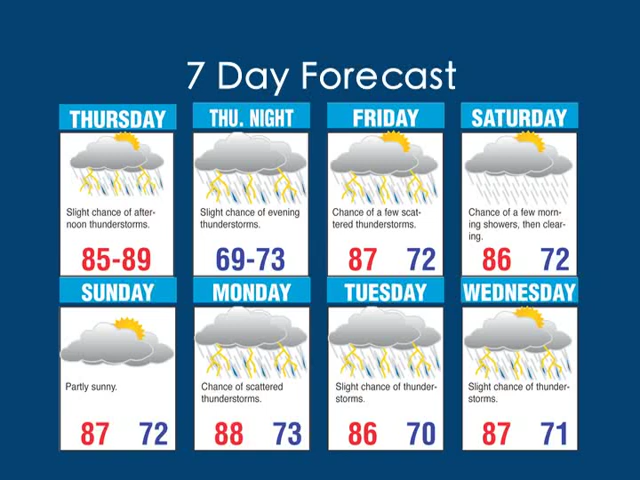 7 Day Forecast
THURSDAY
Slight chance of after-
noon thunderstorms.
85-89
THU. NIGHT
Slight chance of evening
thunderstorms.
69-73
FRIDAY
Chance of a few scat-
tered thunderstorms.
87 72
SATURDAY
Chance of a few morn-
ing showers, then clear-
ing.
86 72
SUNDAY
Partly sunny.
87 72
MONDAY
Chance of scattered
thunderstorms.
88 73
TUESDAY
Slight chance of thunder-
storms.
86 70
WEDNESDAY
Slight chance of thunder-
storms.
87 71